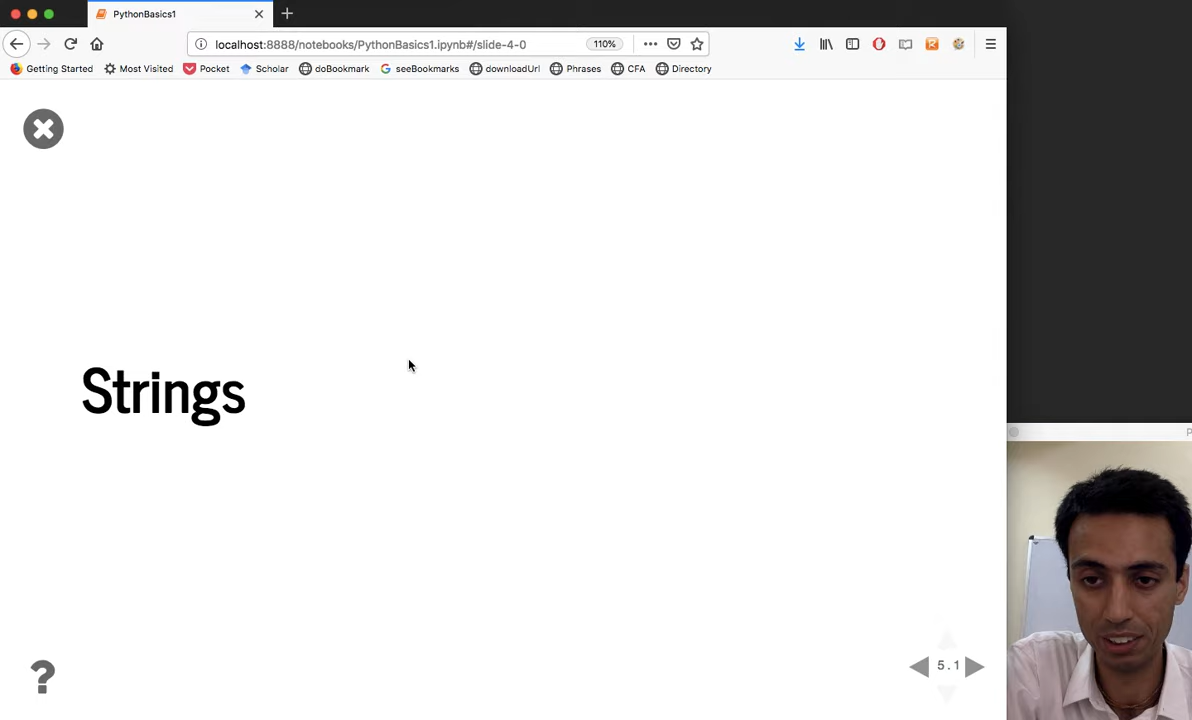 PythonBasics1
localhost:8888/notebooks/PythonBasics1.ipynb#/slide-4-0
110%
Getting Started
Most Visited
Pocket
Scholar
doBookmark
seeBookmarks
downloadUrl
Phrases
CFA
Directory
Strings
?
5.1
P